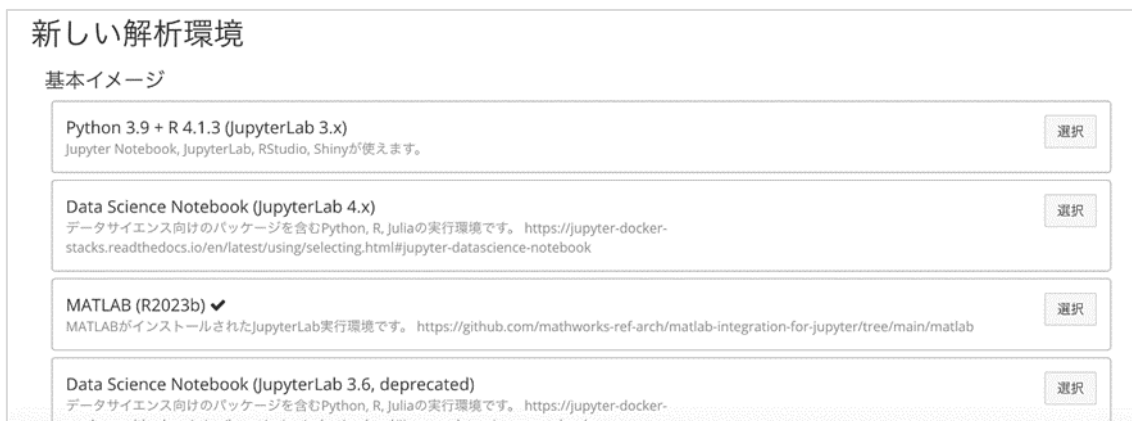 新しい解析環境
基本イメージ
Python 3.9 + R 4.1.3 (JupyterLab 3.x)
選択
Jupyter Notebook, JupyterLab, RStudio, Shinyが使えます。
Data Science Notebook (JupyterLab 4.x)
選択
データサイエンス向けのパッケージを含むPython, R, Juliaの実行環境です。 https://jupyter-docker-
stacks.readthedocs.io/en/latest/using/selecting.html#jupyter-datascience-notebook
MATLAB (R2023b) ✔
選択
MATLABがインストールされたJupyterLab実行環境です。 https://github.com/mathworks-ref-arch/matlab-integration-for-jupyter/tree/main/matlab
Data Science Notebook (JupyterLab 3.6, deprecated)
選択
データサイエンス向けのパッケージを含むPython, R, Juliaの実行環境です。 https://jupyter-docker-